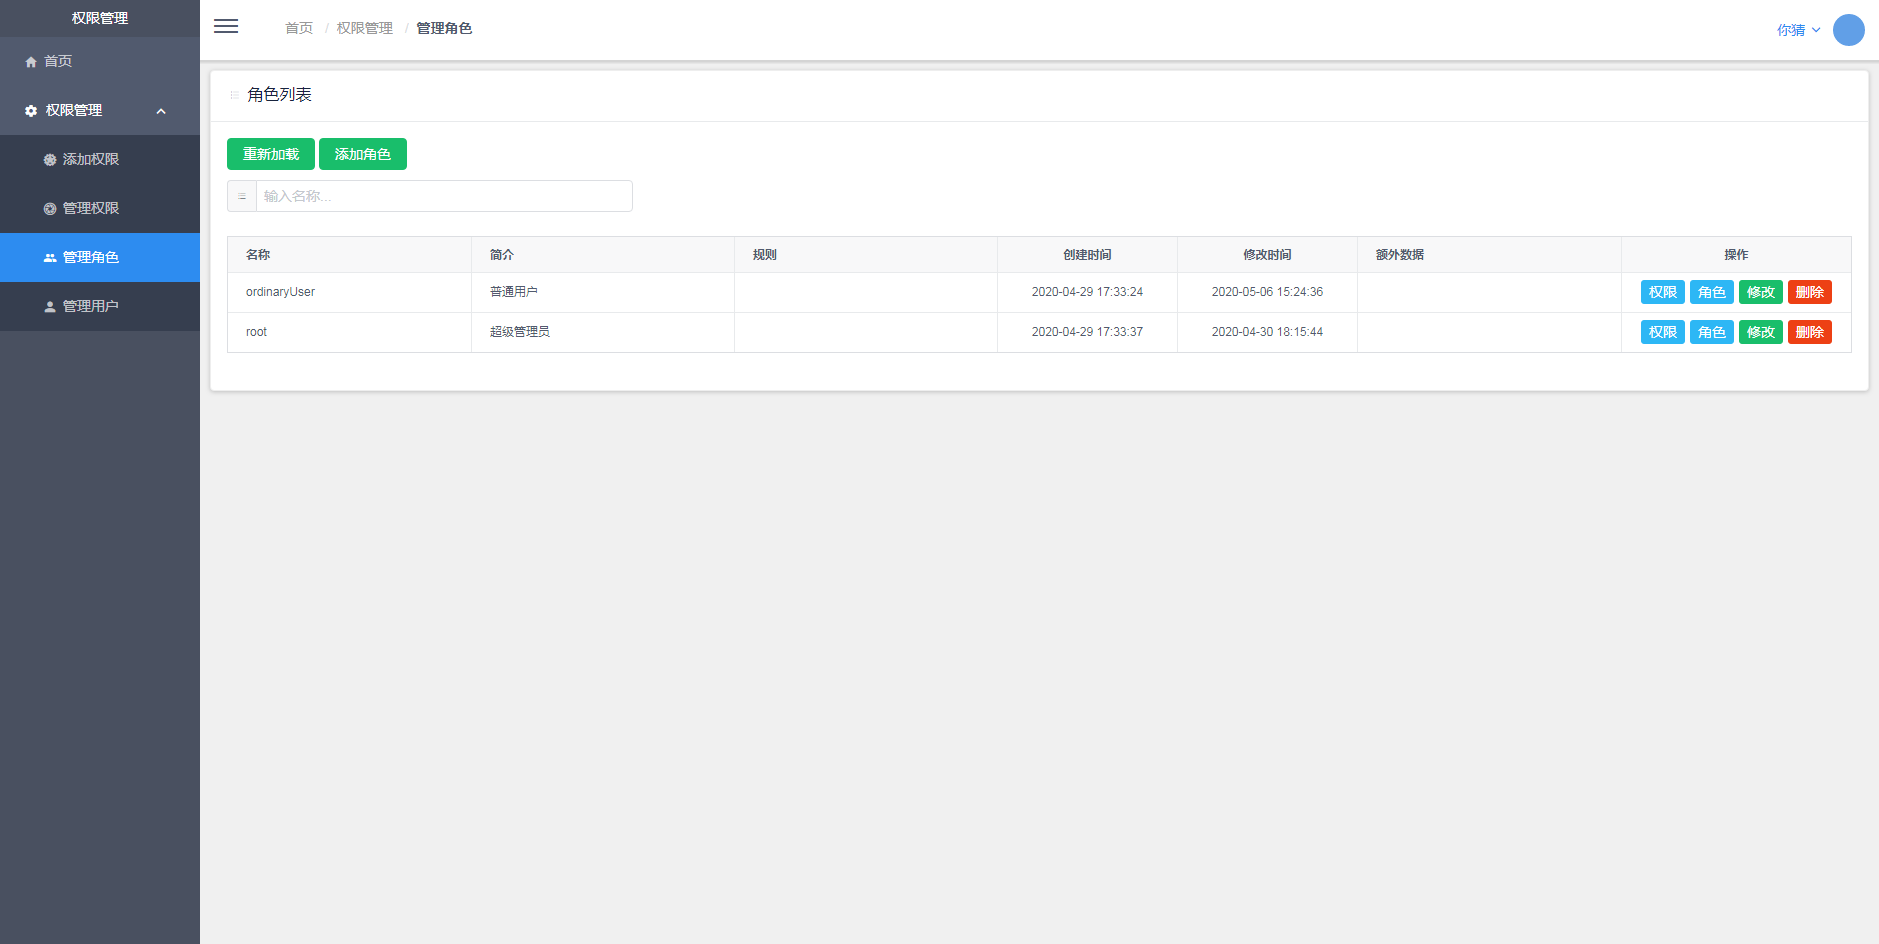 权限管理
首页
权限管理
添加权限
管理权限
管理角色
管理用户
首页 / 权限管理 / 管理角色
你猜
角色列表
重新加载 添加角色
输入名称...
名称 简介 规则 创建时间 修改时间 额外数据 操作
ordinaryUser 普通用户 2020-04-29 17:33:24 2020-05-06 15:24:36 权限 角色 修改 删除
root 超级管理员 2020-04-29 17:33:37 2020-04-30 18:15:44 权限 角色 修改 删除